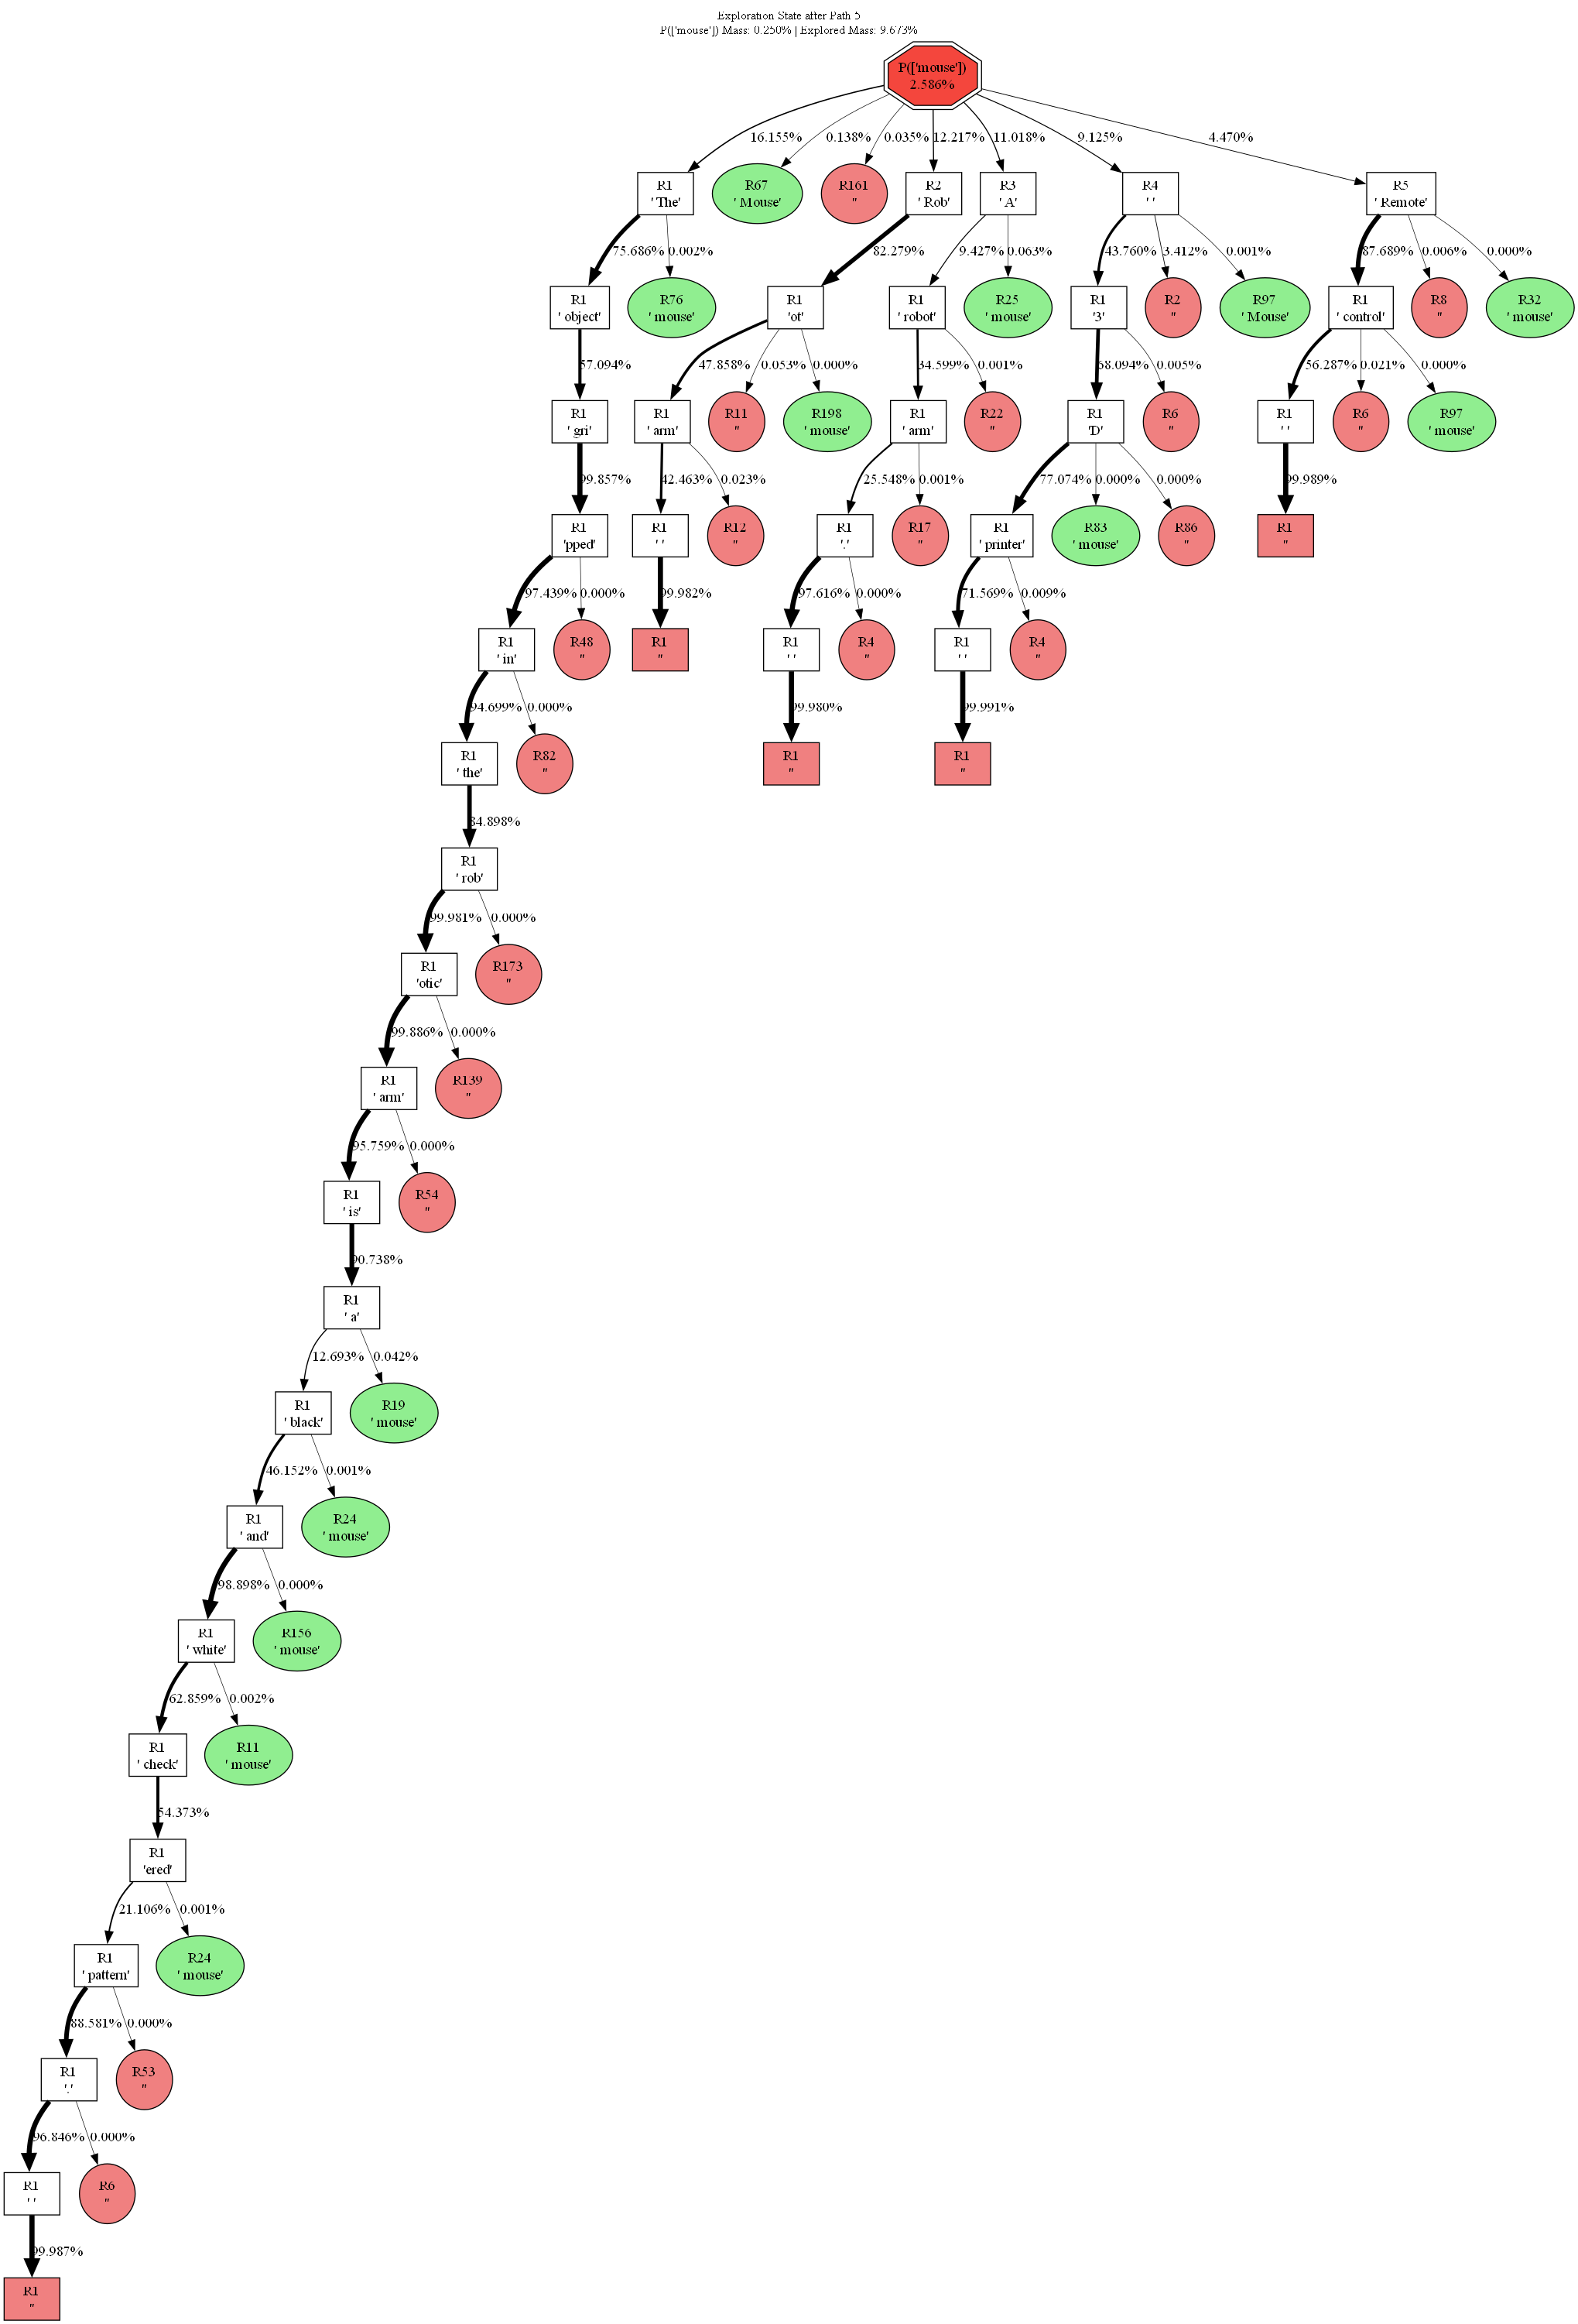 Exploration State after Path 5
P(['mouse']) Mass: 0.250% | Explored Mass: 9.673%
P(['mouse'])
2.586%
16.155% 0.138% 0.035% 12.217% 11.018% 9.125% 4.470%
R1 R67 R161 R2 R3 R4 R5
' The' ' Mouse' '' ' Rob' ' A' ' ' ' Remote'
75.686% 0.002% 82.279% 9.427% 0.063% 43.760% 3.412% 0.001% 87.689% 0.006% 0.000%
R1 R76 R1 R1 R25 R1 R2 R97 R1 R8 R32
' object' ' mouse' 'ot' ' robot' ' mouse' '3' '' ' Mouse' ' control' '' ' mouse'
57.094% 47.858% 0.053% 0.000% 34.599% 0.001% 68.094% 0.005% 56.287% 0.021% 0.000%
R1 R1 R11 R198 R1 R22 R1 R6 R1 R6 R97
' gri' ' arm' '' ' mouse' ' arm' '' 'D' '' ' ' '' ' mouse'
99.857% 42.463% 0.023% 25.548% 0.001% 77.074% 0.000% 0.000% 99.989%
R1 R1 R12 R1 R17 R1 R83 R86 R1
'pped' ' ' '' '.' '' ' printer' ' mouse' '' ''
97.439% 0.000% 99.982% 97.616% 0.000% 71.569% 0.009%
R1 R48 R1 R1 R4 R1 R4
' in' '' '' ' ' '' ' ' ''
94.699% 0.000% 99.980% 99.991%
R1 R82 R1 R1
' the' '' '' ''
84.898%
R1
' rob'
99.981% 0.000%
R1 R173
'otic' ''
99.886% 0.000%
R1 R139
' arm' ''
95.759% 0.000%
R1 R54
' is' ''
90.738%
R1
' a'
12.693% 0.042%
R1 R19
' black' ' mouse'
46.152% 0.001%
R1 R24
' and' ' mouse'
98.898% 0.000%
R1 R156
' white' ' mouse'
62.859% 0.002%
R1 R11
' check' ' mouse'
54.373%
R1
'ered'
21.106% 0.001%
R1 R24
' pattern' ' mouse'
88.581% 0.000%
R1 R53
'.' ''
96.846% 0.000%
R1 R6
' ' ''
99.987%
R1
''